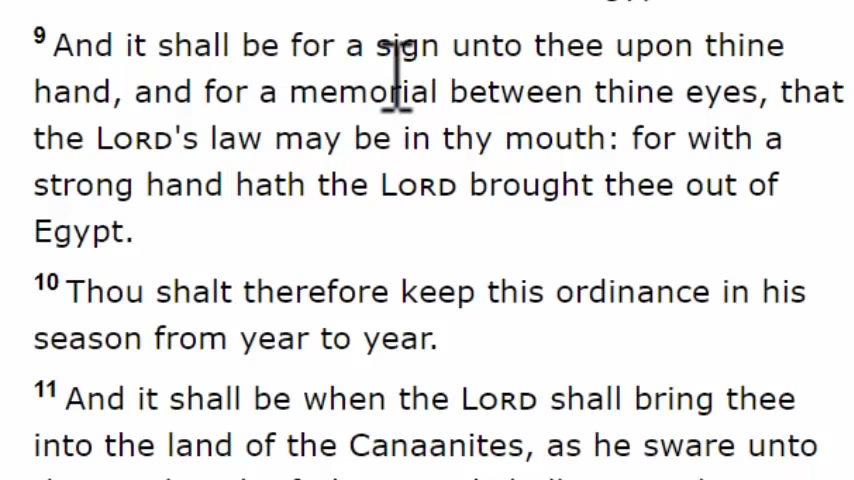 9 And it shall be for a sign unto thee upon thine
hand, and for a memorial between thine eyes, that
the LORD's law may be in thy mouth: for with a
strong hand hath the LORD brought thee out of
Egypt.
10 Thou shalt therefore keep this ordinance in his
season from year to year.
11 And it shall be when the LORD shall bring thee
into the land of the Canaanites, as he sware unto